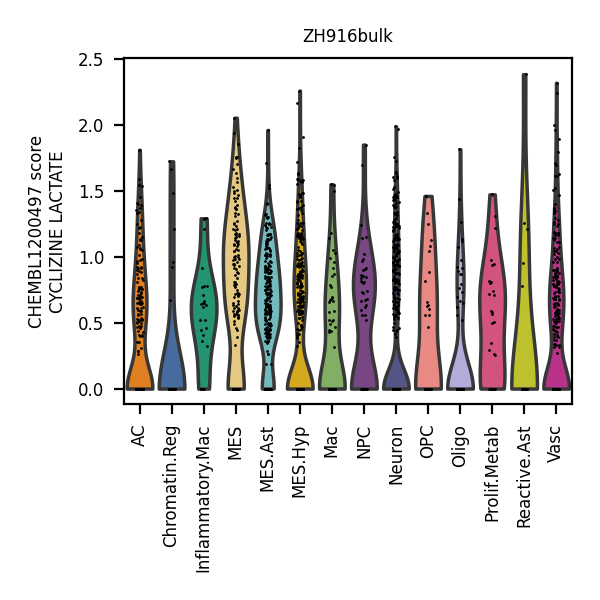 ZH916bulk
CHEMBL1200497 score
CYCLIZINE LACTATE
2.5
2.0
1.5
1.0
0.5
0.0
AC
Chromatin.Reg
Inflammatory.Mac
MES
MES.Ast
MES.Hyp
Mac
NPC
Neuron
OPC
Oligo
Prolif.Metab
Reactive.Ast
Vasc